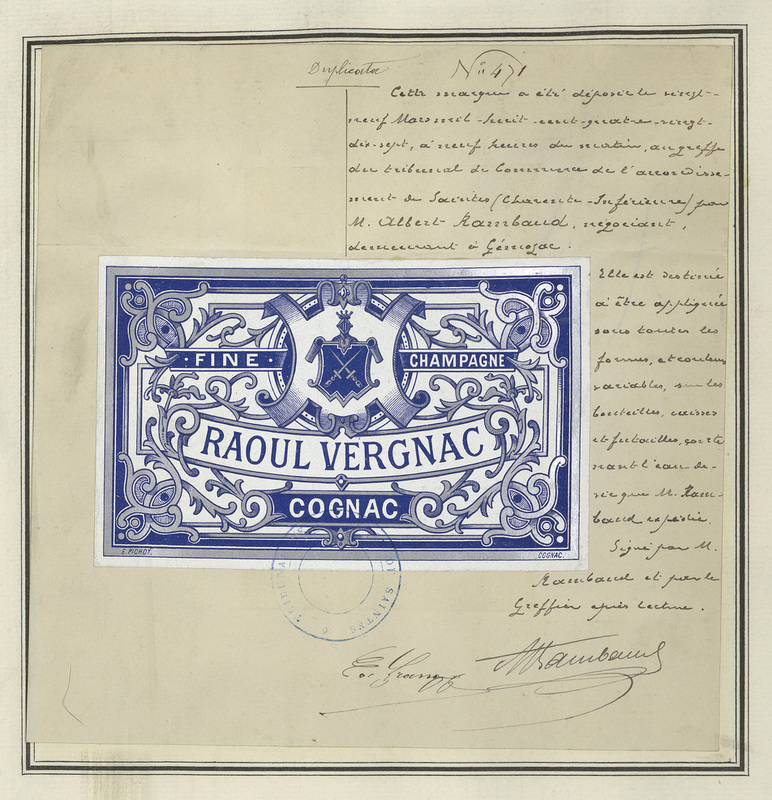 Duplicata
No 471
Cette marque a été déposée le vingt-
neuf Mars mil-huit-cent-quatre-vingt-
dix-sept, à neuf heures du matin, au greffe
du tribunal de Commerce de l'arrondisse-
ment de Saintes (Charente-Inférieure) par
M. Albert Rambaud, négociant,
demeurant à Gémozac.
Elle est destinée
à être appliquée
sous toutes les
formes, et couleurs
variables, sur les
bouteilles, caisses
et futailles, conte
nant l'eau de-
vie que M. Ram-
baud expédie.
Signé par M.
Rambaud et par le
Greffier après lecture.
FINE
CHAMPAGNE
RAOUL VERGNAC
COGNAC
E. PICHOT.
COGNAC.
DE SAINTES
ARambaud